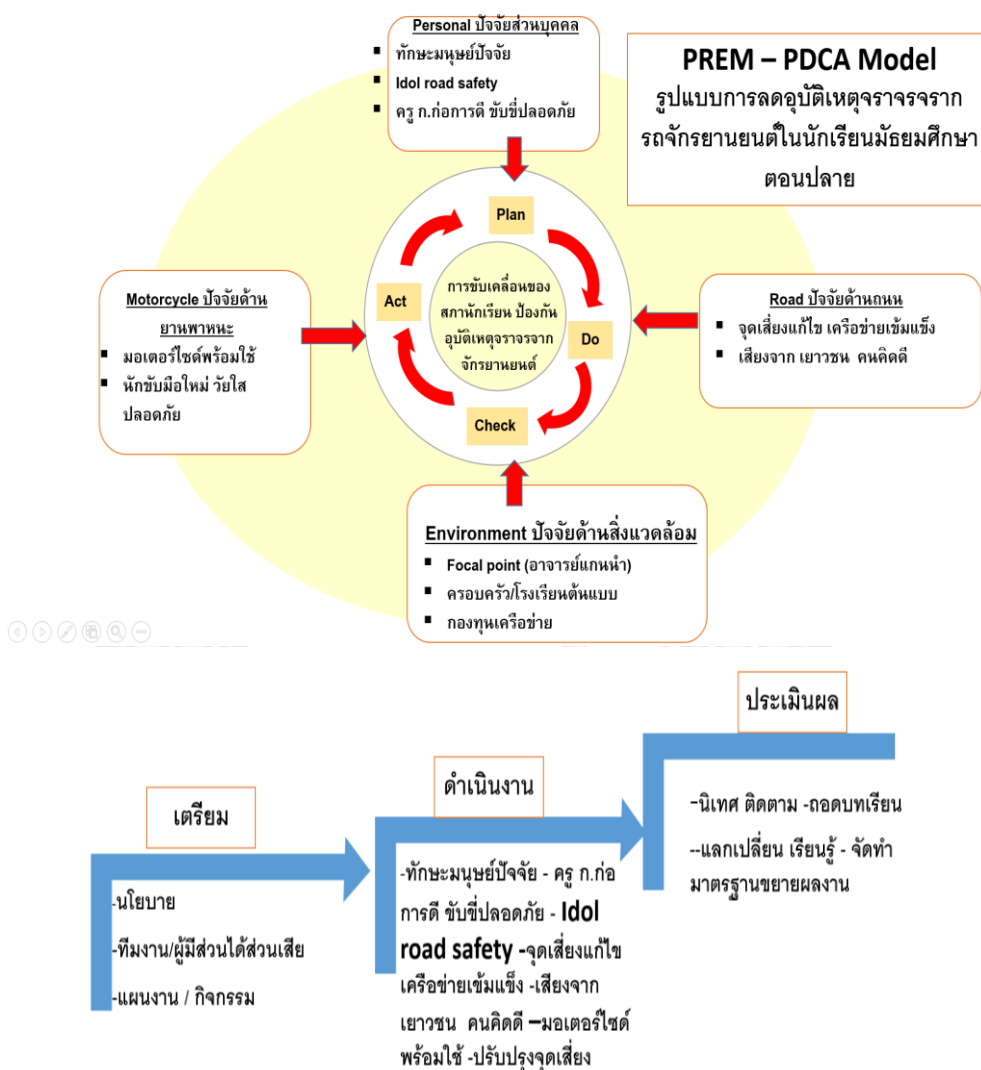 Personal ปัจจัยส่วนบุคคล
▪ ทักษะมนุษย์ปัจจัย
▪ Idol road safety
▪ ครู ก.ก่อการดี ขับขี่ปลอดภัย
PREM – PDCA Model
รูปแบบการลดอุบัติเหตุจราจรจราก
รถจักรยานยนต์ในนักเรียนมัธยมศึกษา
ตอนปลาย
Plan
Act
การขับเคลื่อนของ
สภานักเรียน ป้องกัน
อุบัติเหตุจราจรจาก
จักรยานยนต์
Do
Check
Motorcycle ปัจจัยด้าน
ยานพาหนะ
▪ มอเตอร์ไซด์พร้อมใช้
▪ นักขับมือใหม่ วัยใส
ปลอดภัย
Road ปัจจัยด้านถนน
▪ จุดเสี่ยงแก้ไข เครือข่ายเข้มแข็ง
▪ เสียงจาก เยาวชน คนคิดดี
Environment ปัจจัยด้านสิ่งแวดล้อม
▪ Focal point (อาจารย์แกนนำ)
▪ ครอบครัว/โรงเรียนต้นแบบ
▪ กองทุนเครือข่าย
เตรียม
-นโยบาย
-ทีมงาน/ผู้มีส่วนได้ส่วนเสีย
-แผนงาน / กิจกรรม
ดำเนินงาน
-ทักษะมนุษย์ปัจจัย - ครู ก.ก่อ
การดี ขับขี่ปลอดภัย - Idol
road safety -จุดเสี่ยงแก้ไข
เครือข่ายเข้มแข็ง -เสียงจาก
เยาวชน คนคิดดี –มอเตอร์ไซด์
พร้อมใช้ -ปรับปรุงจุดเสี่ยง
ประเมินผล
-นิเทศ ติดตาม -ถอดบทเรียน
--แลกเปลี่ยน เรียนรู้ - จัดทำ
มาตรฐานขยายผลงาน